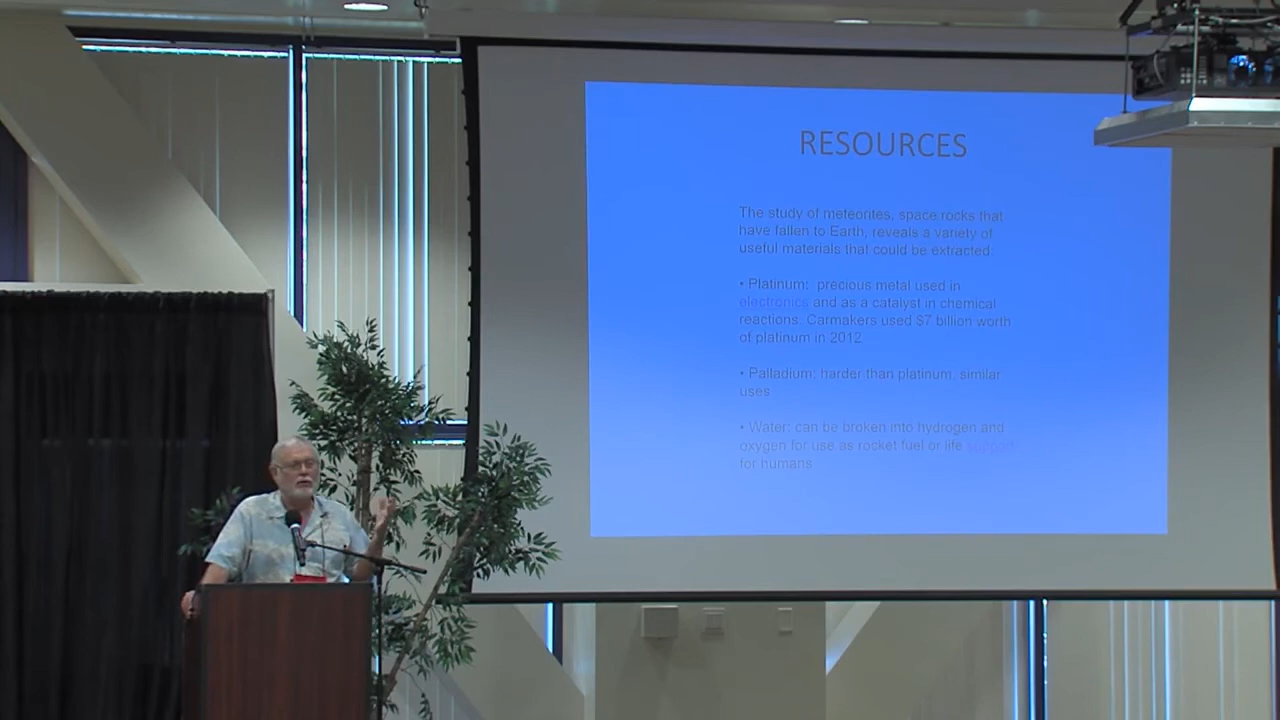 RESOURCES
The study of meteorites, space rocks that
have fallen to Earth, reveals a variety of
useful materials that could be extracted:
• Platinum: precious metal used in
electronics and as a catalyst in chemical
reactions. Carmakers used $7 billion worth
of platinum in 2012
• Palladium: harder than platinum, similar
uses
• Water: can be broken into hydrogen and
oxygen for use as rocket fuel or life support
for humans